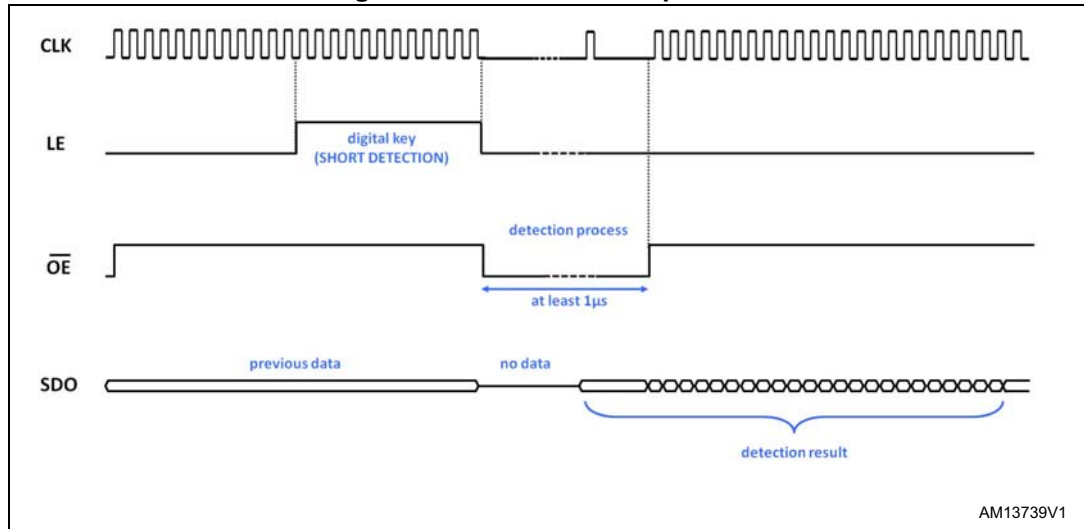 CLK
LE
digital key
(SHORT DETECTION)
detection process
OE
at least 1µs
previous data
no data
SDO
detection result
AM13739V1